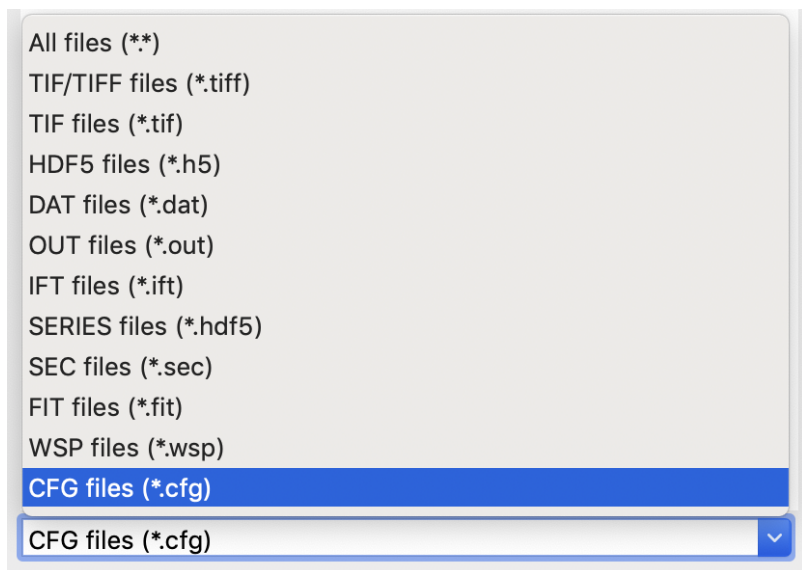 All files (*.*)
TIF/TIFF files (*.tiff)
TIF files (*.tif)
HDF5 files (*.h5)
DAT files (*.dat)
OUT files (*.out)
IFT files (*.ift)
SERIES files (*.hdf5)
SEC files (*.sec)
FIT files (*.fit)
WSP files (*.wsp)
CFG files (*.cfg)
CFG files (*.cfg)